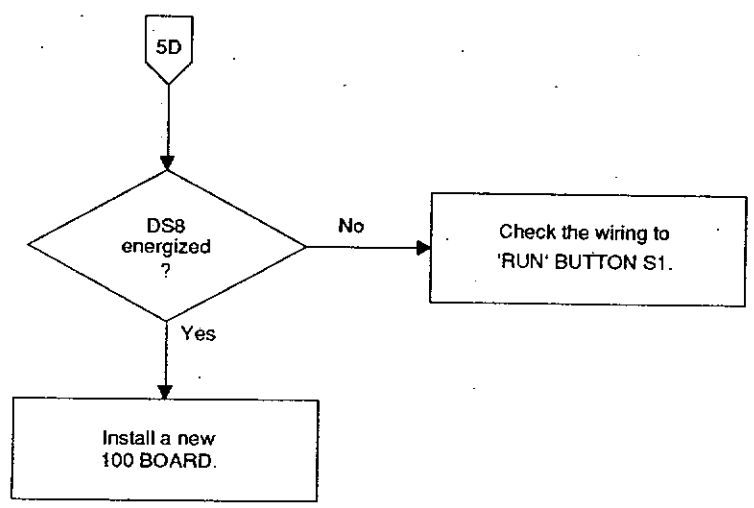 5D
DS8
energized
?
No
Check the wiring to
'RUN' BUTTON S1.
Yes
Install a new
100 BOARD.